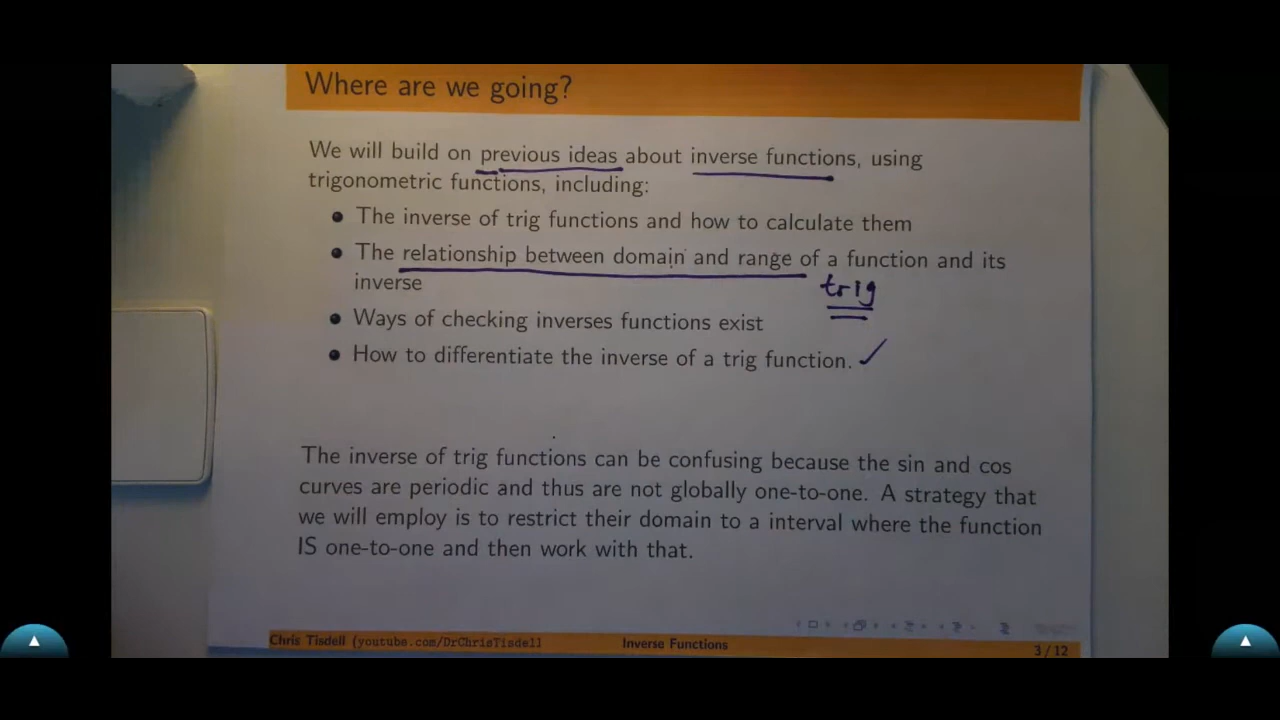 Where are we going?
We will build on previous ideas about inverse functions, using
trigonometric functions, including:
The inverse of trig functions and how to calculate them
The relationship between domain and range of a function and its
inverse
trig
Ways of checking inverses functions exist
How to differentiate the inverse of a trig function.
The inverse of trig functions can be confusing because the sin and cos
curves are periodic and thus are not globally one-to-one. A strategy that
we will employ is to restrict their domain to a interval where the function
IS one-to-one and then work with that.
Chris Tisdell (youtube.com/DrChrisTisdell Inverse Functions 3 / 12